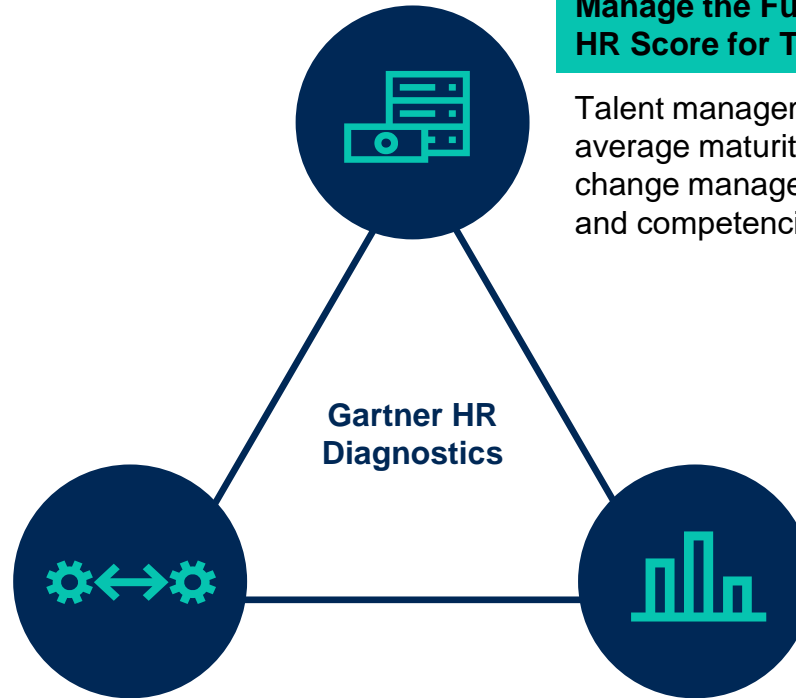 Manage the Fu
HR Score for T
Talent manager
average maturit
change manage
and competenci
Gartner HR
Diagnostics